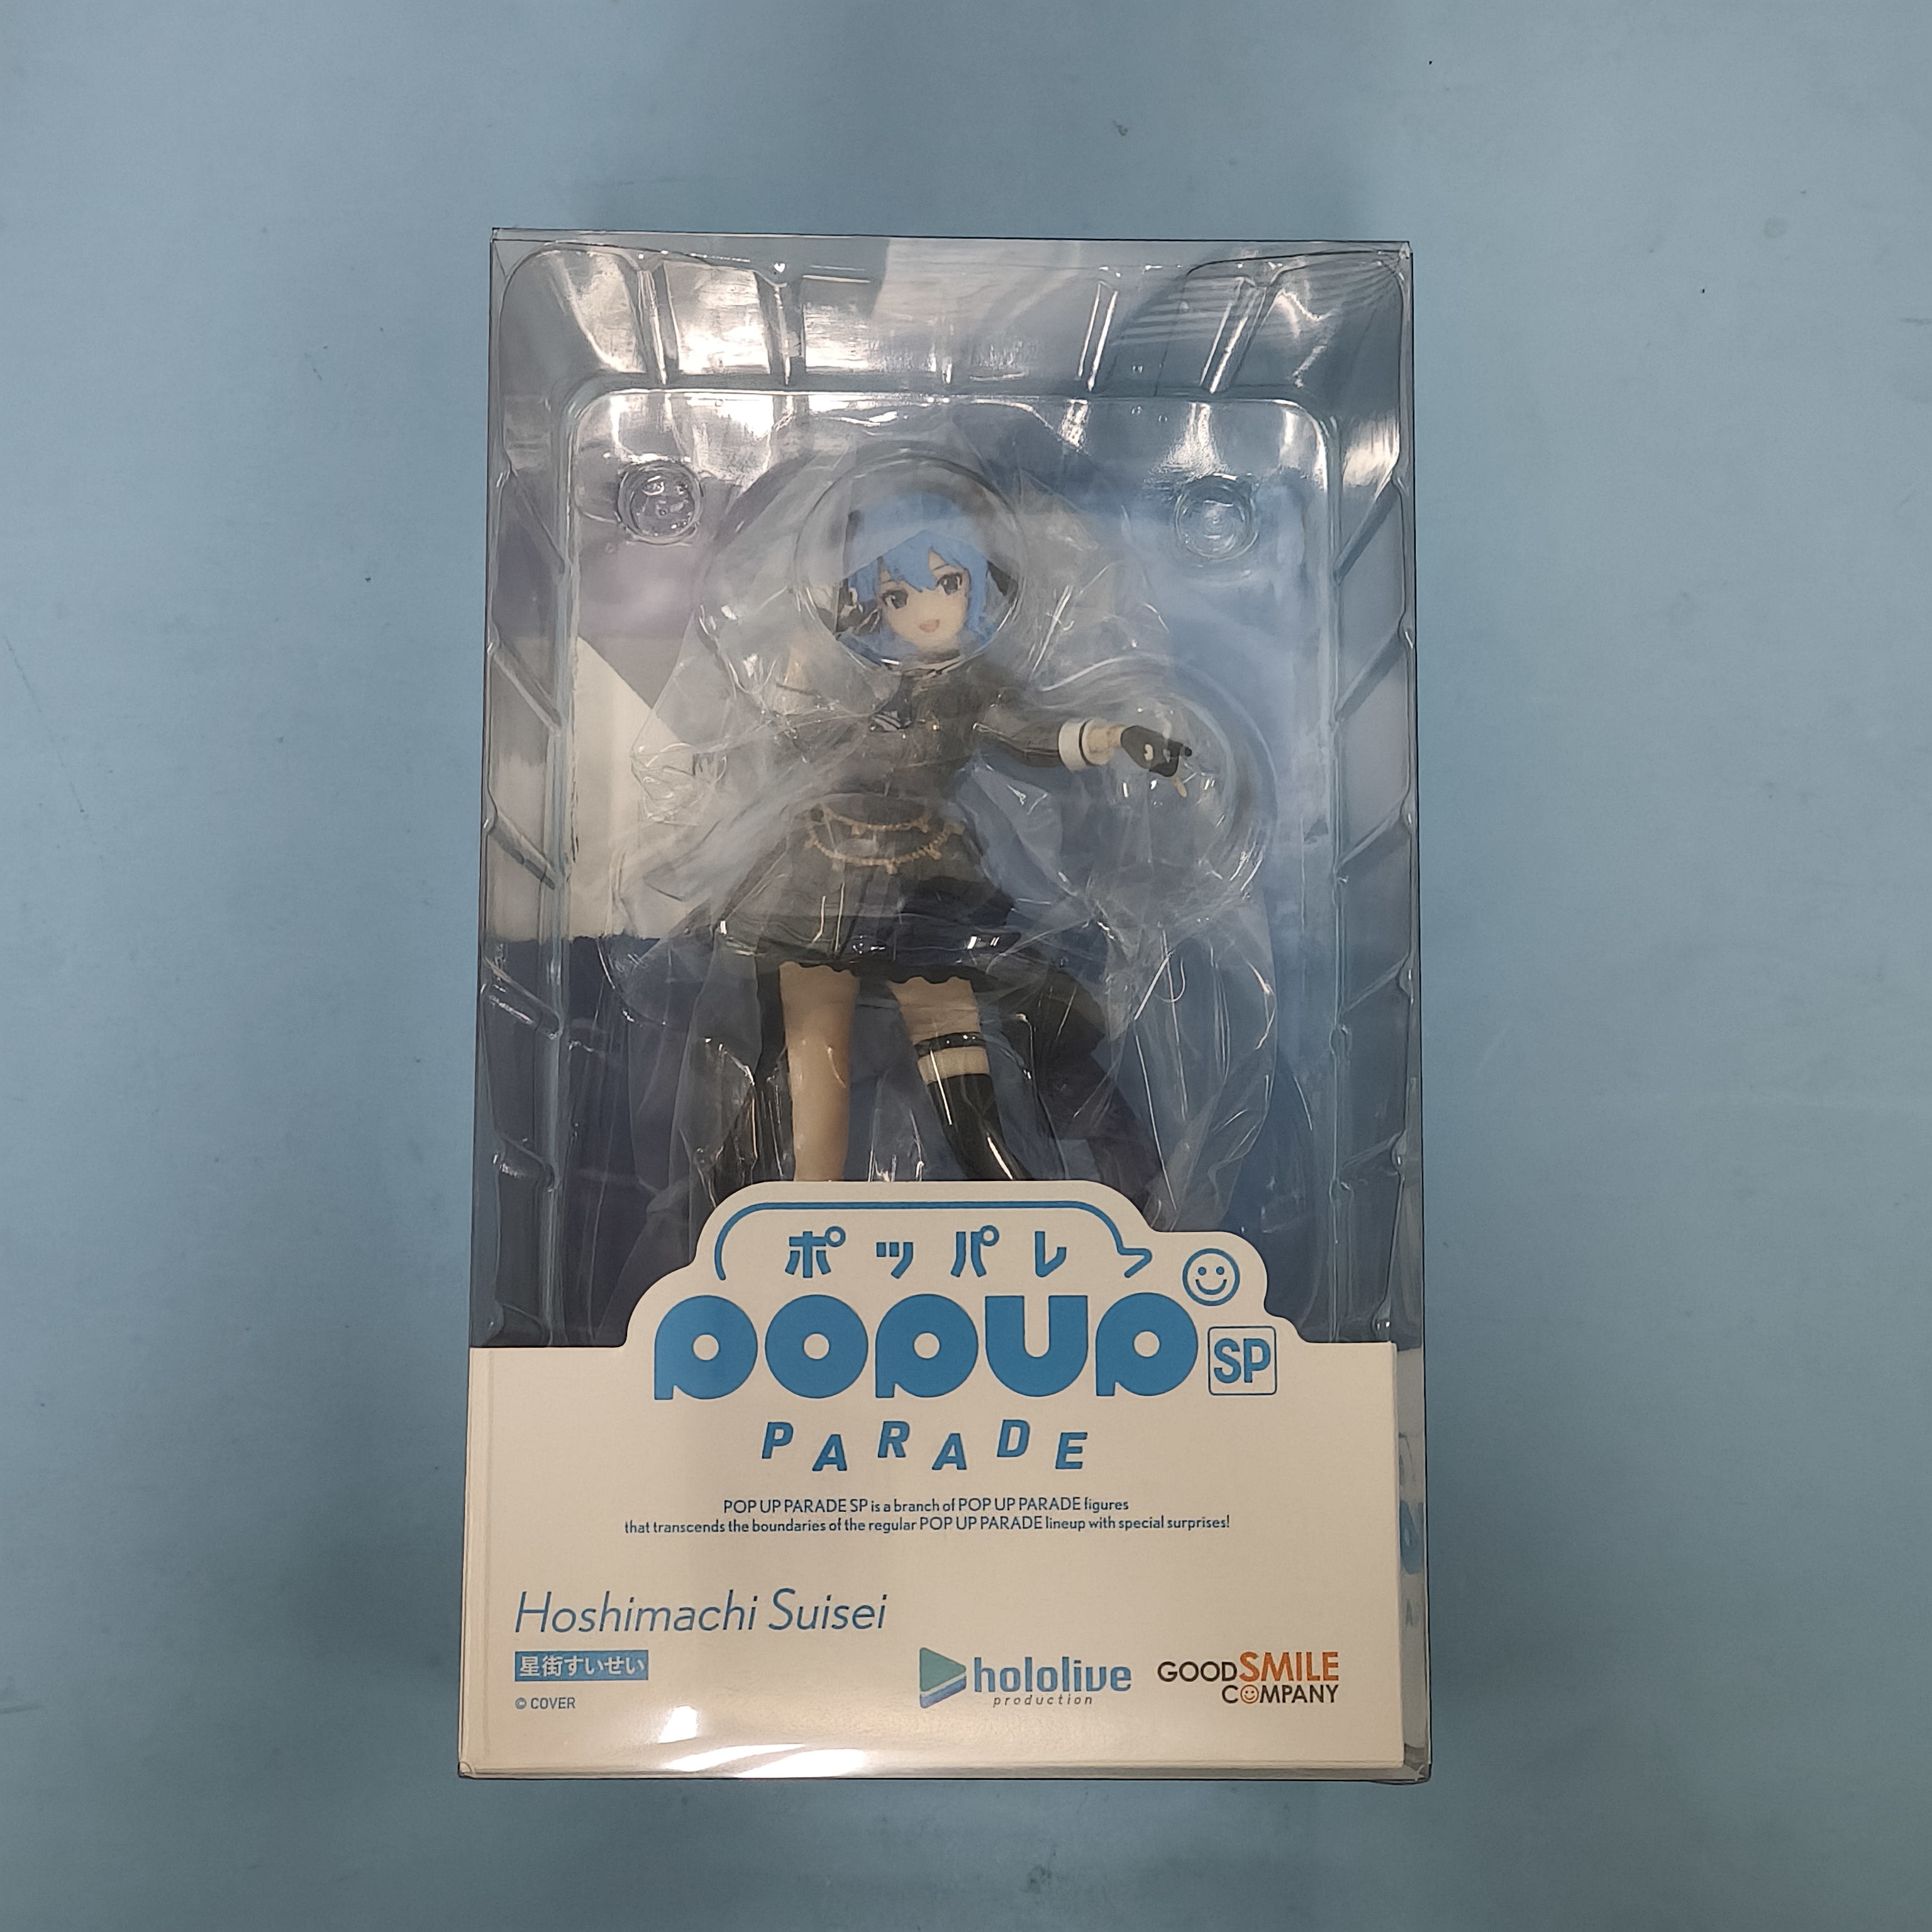 ポッパレ
POPUP
SP
PARADE
POP UP PARADE SP is a branch of POP UP PARADE figures
that transcends the boundaries of the regular POP UP PARADE lineup with special surprises!
Hoshimachi Suisei
星街すいせい
© COVER
hololive
production
GOOD SMILE
COMPANY